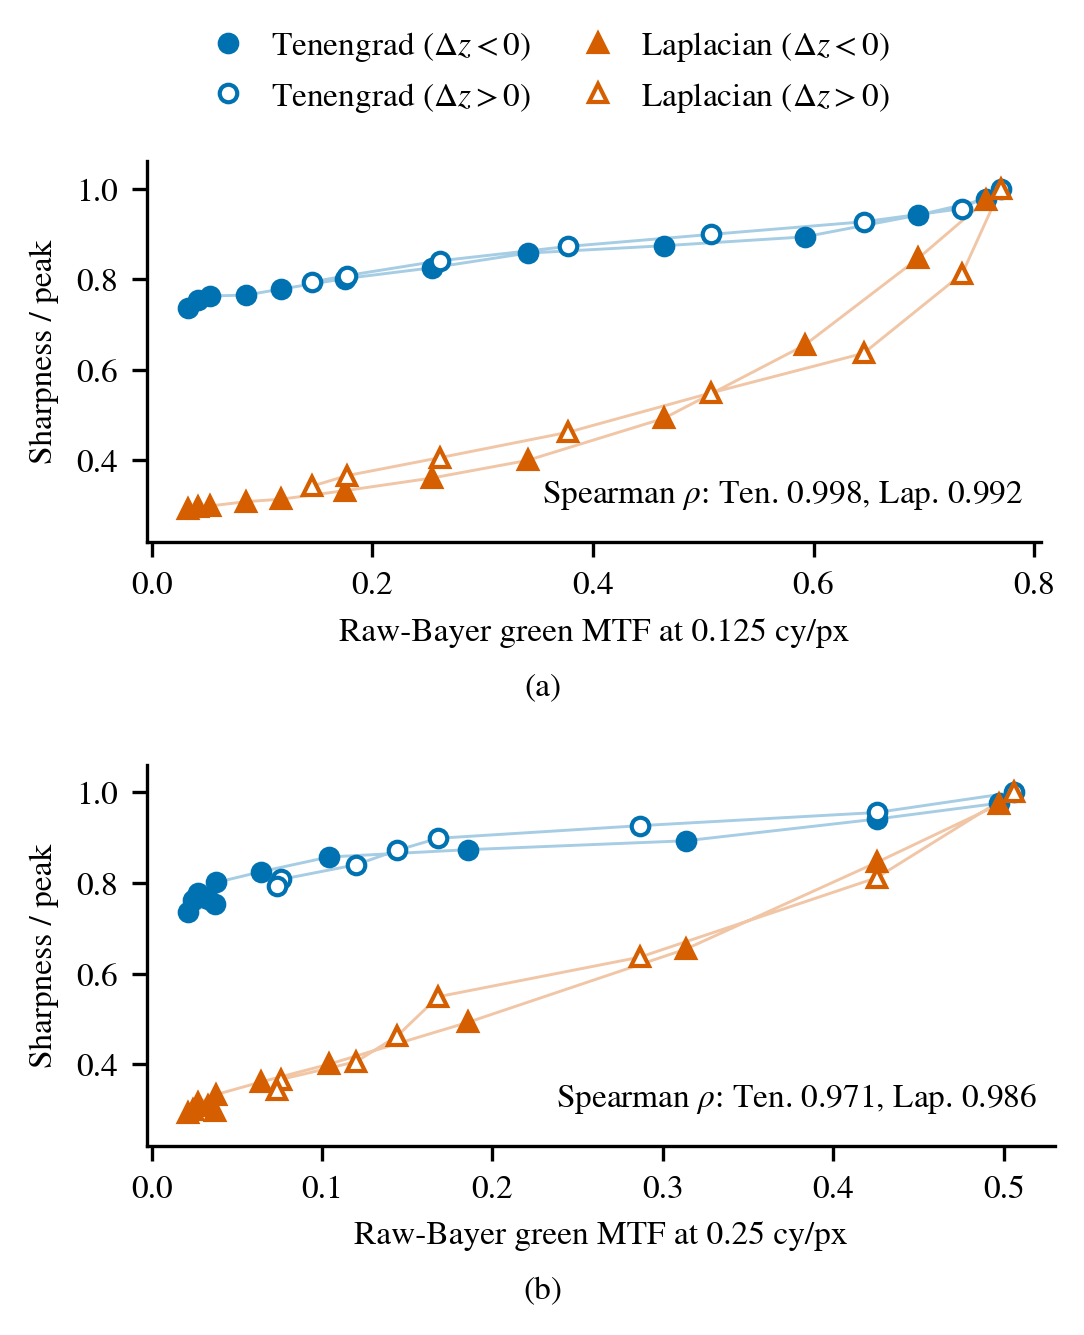 Tenengrad (Δz < 0)
Laplacian (Δz < 0)
Tenengrad (Δz > 0)
Laplacian (Δz > 0)
Sharpness / peak
1.0
0.8
0.6
0.4
Spearman ρ: Ten. 0.998, Lap. 0.992
0.0 0.2 0.4 0.6 0.8
Raw-Bayer green MTF at 0.125 cy/px
(a)
Sharpness / peak
1.0
0.8
0.6
0.4
Spearman ρ: Ten. 0.971, Lap. 0.986
0.0 0.1 0.2 0.3 0.4 0.5
Raw-Bayer green MTF at 0.25 cy/px
(b)